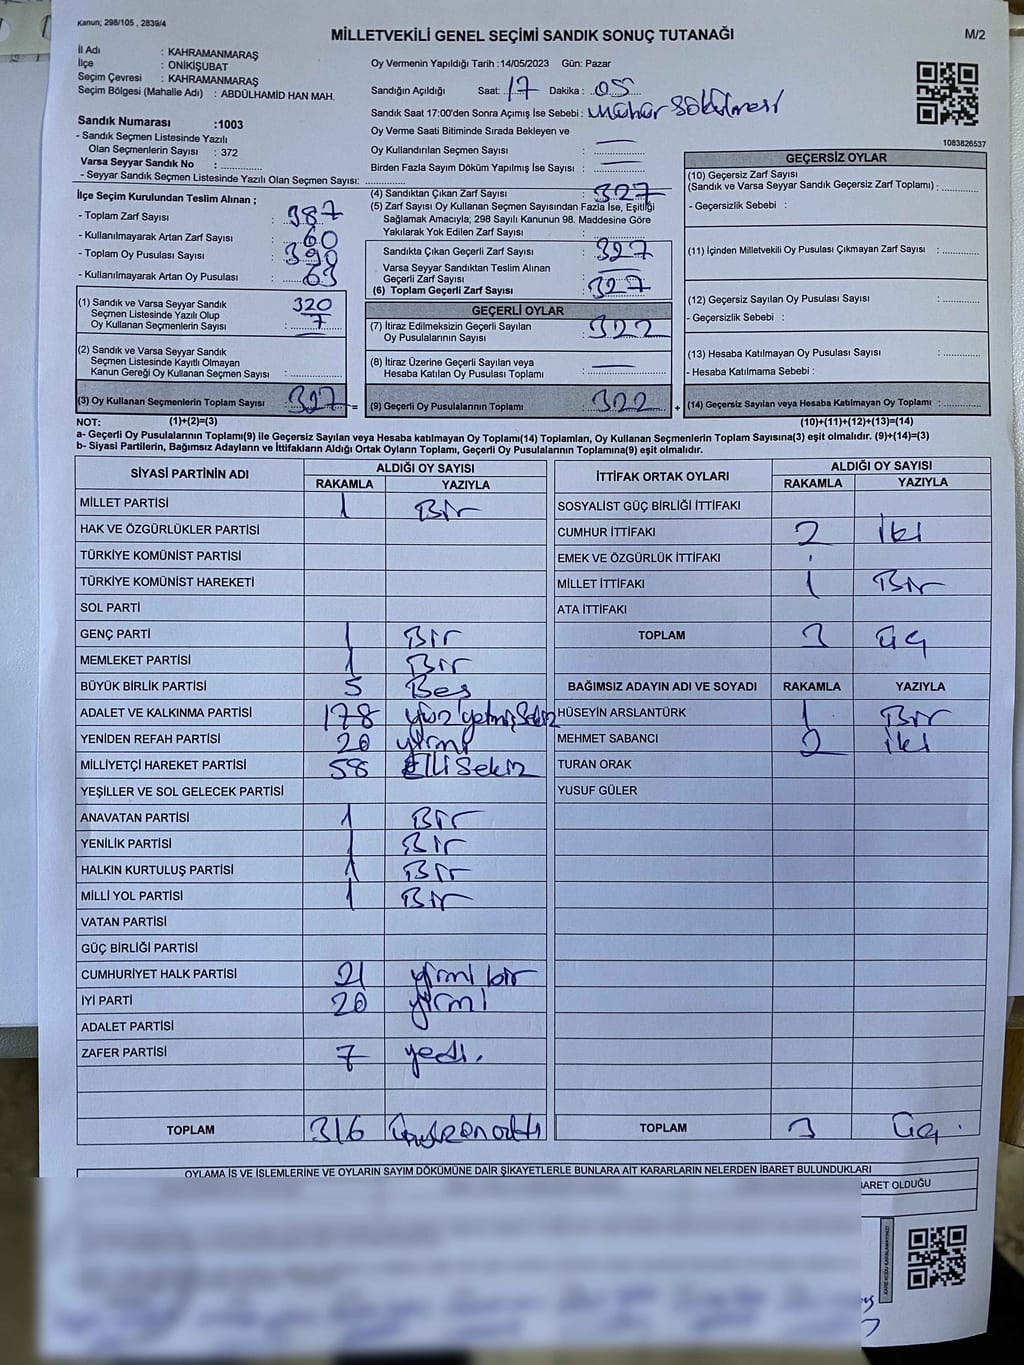 Kanun; 298/105 , 2839/4
MİLLETVEKİLİ GENEL SEÇİMİ SANDIK SONUÇ TUTANAĞI
M/2
İl Adı : KAHRAMANMARAŞ
İlçe : ONİKİŞUBAT
Seçim Çevresi : KAHRAMANMARAŞ
Seçim Bölgesi (Mahalle Adı) : ABDÜLHAMİD HAN MAH.
Oy Vermenin Yapıldığı Tarih :14/05/2023 Gün: Pazar
Sandığın Açıldığı Saat: 17 Dakika : 05
Sandık Saat 17:00'den Sonra Açımış İse Sebebi : Mühür Sökülmesi
Oy Verme Saati Bitiminde Sırada Bekleyen ve
Oy Kullandırılan Seçmen Sayısı :
Birden Fazla Sayım Döküm Yapılmış İse Sayısı :
1083826537
Sandık Numarası :1003
- Sandık Seçmen Listesinde Yazılı
Olan Seçmenlerin Sayısı : 372
Varsa Seyyar Sandık No :
- Seyyar Sandık Seçmen Listesinde Yazılı Olan Seçmen Sayısı:
İlçe Seçim Kurulundan Teslim Alınan ;
- Toplam Zarf Sayısı : 387
- Kullanılmayarak Artan Zarf Sayısı : 60
- Toplam Oy Pusulası Sayısı : 390
- Kullanılmayarak Artan Oy Pusulası : 63
(1) Sandık ve Varsa Seyyar Sandık 320
Seçmen Listesinde Yazılı Olup
Oy Kullanan Seçmenlerin Sayısı : 7
(2) Sandık ve Varsa Seyyar Sandık
Seçmen Listesinde Kayıtlı Olmayan
Kanun Gereği Oy Kullanan Seçmen Sayısı :
(3) Oy Kullanan Seçmenlerin Toplam Sayısı : 327 =
(4) Sandıktan Çıkan Zarf Sayısı : 327
(5) Zarf Sayısı Oy Kullanan Seçmen Sayısından Fazla İse, Eşitliği
Sağlamak Amacıyla; 298 Sayılı Kanunun 98. Maddesine Göre
Yakılarak Yok Edilen Zarf Sayısı :
Sandıkta Çıkan Geçerli Zarf Sayısı : 327
Varsa Seyyar Sandıktan Teslim Alınan
Geçerli Zarf Sayısı :
(6) Toplam Geçerli Zarf Sayısı : 327
GEÇERLİ OYLAR
(7) İtiraz Edilmeksizin Geçerli Sayılan
Oy Pusulalarının Sayısı : 322
(8) İtiraz Üzerine Geçerli Sayılan veya
Hesaba Katılan Oy Pusulası Toplamı :
(9) Geçerli Oy Pusulalarının Toplamı : 322 +
GEÇERSİZ OYLAR
(10) Geçersiz Zarf Sayısı
(Sandık ve Varsa Seyyar Sandık Geçersiz Zarf Toplamı) :
- Geçersizlik Sebebi :
(11) İçinden Milletvekili Oy Pusulası Çıkmayan Zarf Sayısı :
(12) Geçersiz Sayılan Oy Pusulası Sayısı :
- Geçersizlik Sebebi :
(13) Hesaba Katılmayan Oy Pusulası Sayısı :
- Hesaba Katılmama Sebebi :
(14) Geçersiz Sayılan veya Hesaba Katılmayan Oy Toplamı :
NOT: (1)+(2)=(3) (10)+(11)+(12)+(13)=(14)
a- Geçerli Oy Pusulalarının Toplamı(9) ile Geçersiz Sayılan veya Hesaba katılmayan Oy Toplamı(14) Toplamları, Oy Kullanan Seçmenlerin Toplam Sayısına(3) eşit olmalıdır. (9)+(14)=(3)
b- Siyasi Partilerin, Bağımsız Adayların ve İttifakların Aldığı Ortak Oyların Toplamı, Geçerli Oy Pusulalarının Toplamına(9) eşit olmalıdır.
SİYASİ PARTİNİN ADI ALDIĞI OY SAYISI
RAKAMLA YAZIYLA
MİLLET PARTİSİ 1 Bir
HAK VE ÖZGÜRLÜKLER PARTİSİ
TÜRKİYE KOMÜNİST PARTİSİ
TÜRKİYE KOMÜNİST HAREKETİ
SOL PARTİ
GENÇ PARTİ 1 Bir
MEMLEKET PARTİSİ 1 Bir
BÜYÜK BİRLİK PARTİSİ 5 Beş
ADALET VE KALKINMA PARTİSİ 178 yüz yetmiş sekiz
YENİDEN REFAH PARTİSİ 20 yirmi
MİLLİYETÇİ HAREKET PARTİSİ 58 Elli Sekiz
YEŞİLLER VE SOL GELECEK PARTİSİ
ANAVATAN PARTİSİ 1 Bir
YENİLİK PARTİSİ 1 Bir
HALKIN KURTULUŞ PARTİSİ 1 Bir
MİLLİ YOL PARTİSİ 1 Bir
VATAN PARTİSİ
GÜÇ BİRLİĞİ PARTİSİ
CUMHURİYET HALK PARTİSİ 21 yirmi bir
İYİ PARTİ 20 yirmi
ADALET PARTİSİ
ZAFER PARTİSİ 7 yedi.
TOPLAM 316 üçyüzonaltı
İTTİFAK ORTAK OYLARI ALDIĞI OY SAYISI
RAKAMLA YAZIYLA
SOSYALİST GÜÇ BİRLİĞİ İTTİFAKI
CUMHUR İTTİFAKI 2 iki
EMEK VE ÖZGÜRLÜK İTTİFAKI
MİLLET İTTİFAKI 1 Bir
ATA İTTİFAKI
TOPLAM 3 üç
BAĞIMSIZ ADAYIN ADI VE SOYADI RAKAMLA YAZIYLA
HÜSEYİN ARSLANTÜRK 1 Bir
MEHMET SABANCI 2 iki
TURAN ORAK
YUSUF GÜLER
TOPLAM 3 üç.
OYLAMA İŞ VE İŞLEMLERİNE VE OYLARIN SAYIM DÖKÜMÜNE DAİR ŞİKAYETLERLE BUNLARA AİT KARARLARIN NELERDEN İBARET BULUNDUKLARI
BARET OLDUĞU